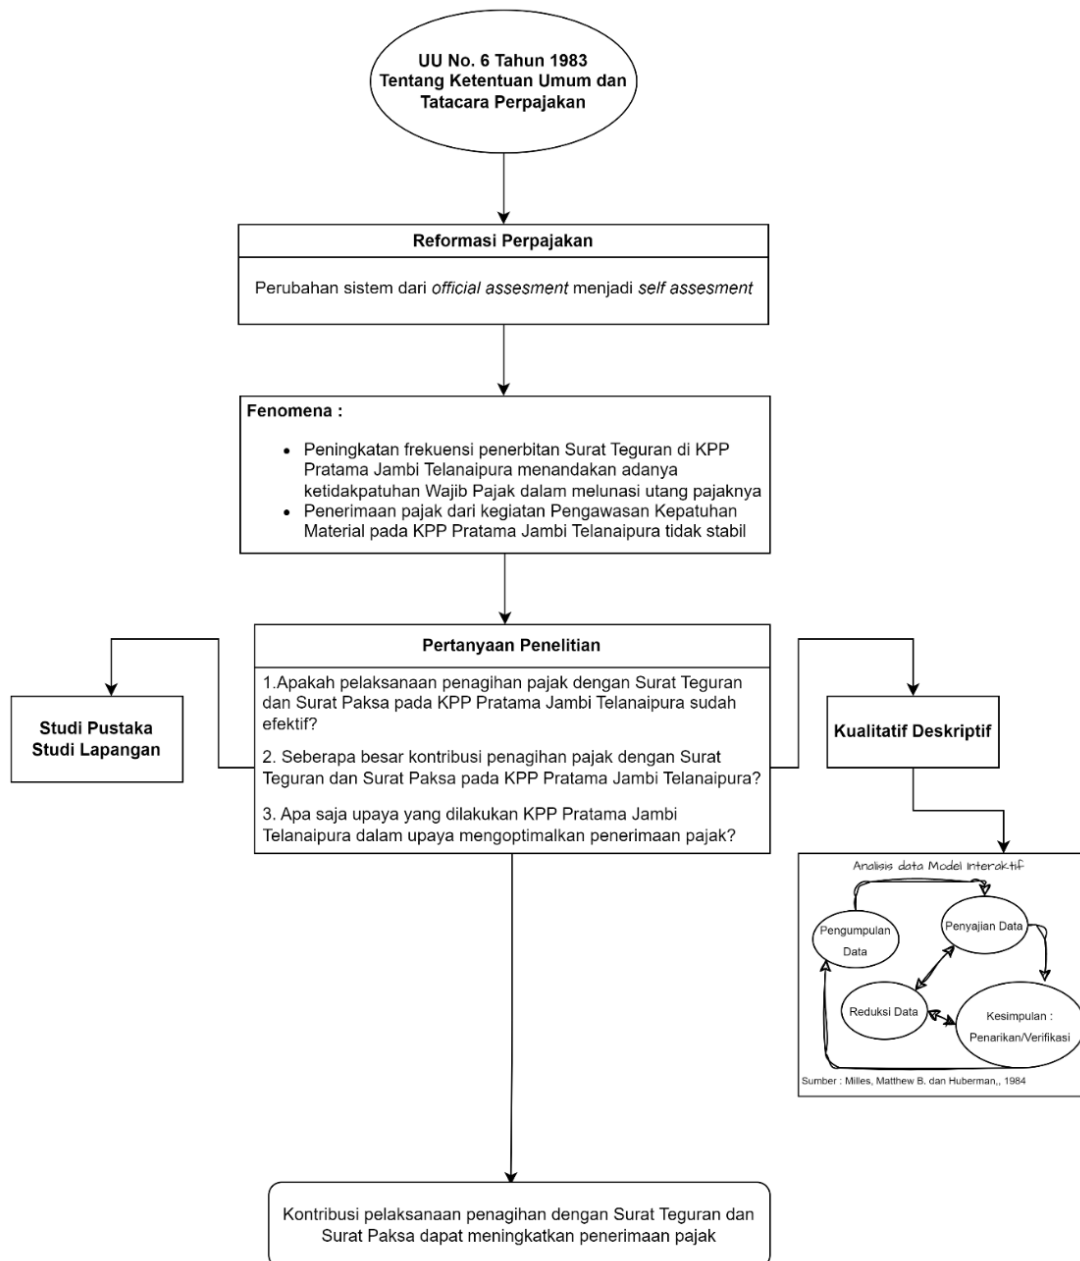 UU No. 6 Tahun 1983
Tentang Ketentuan Umum dan
Tatacara Perpajakan
Reformasi Perpajakan
Perubahan sistem dari official assesment menjadi self assesment
Fenomena :
• Peningkatan frekuensi penerbitan Surat Teguran di KPP
Pratama Jambi Telanaipura menandakan adanya
ketidakpatuhan Wajib Pajak dalam melunasi utang pajaknya
• Penerimaan pajak dari kegiatan Pengawasan Kepatuhan
Material pada KPP Pratama Jambi Telanaipura tidak stabil
Pertanyaan Penelitian
1.Apakah pelaksanaan penagihan pajak dengan Surat Teguran
dan Surat Paksa pada KPP Pratama Jambi Telanaipura sudah
efektif?
2. Seberapa besar kontribusi penagihan pajak dengan Surat
Teguran dan Surat Paksa pada KPP Pratama Jambi Telanaipura?
3. Apa saja upaya yang dilakukan KPP Pratama Jambi
Telanaipura dalam upaya mengoptimalkan penerimaan pajak?
Studi Pustaka
Studi Lapangan
Kualitatif Deskriptif
Analisis data Model Interaktif
Pengumpulan
Data
Penyajian Data
Reduksi Data
Kesimpulan :
Penarikan/Verifikasi
Sumber : Milles, Matthew B. dan Huberman,, 1984
Kontribusi pelaksanaan penagihan dengan Surat Teguran dan
Surat Paksa dapat meningkatkan penerimaan pajak